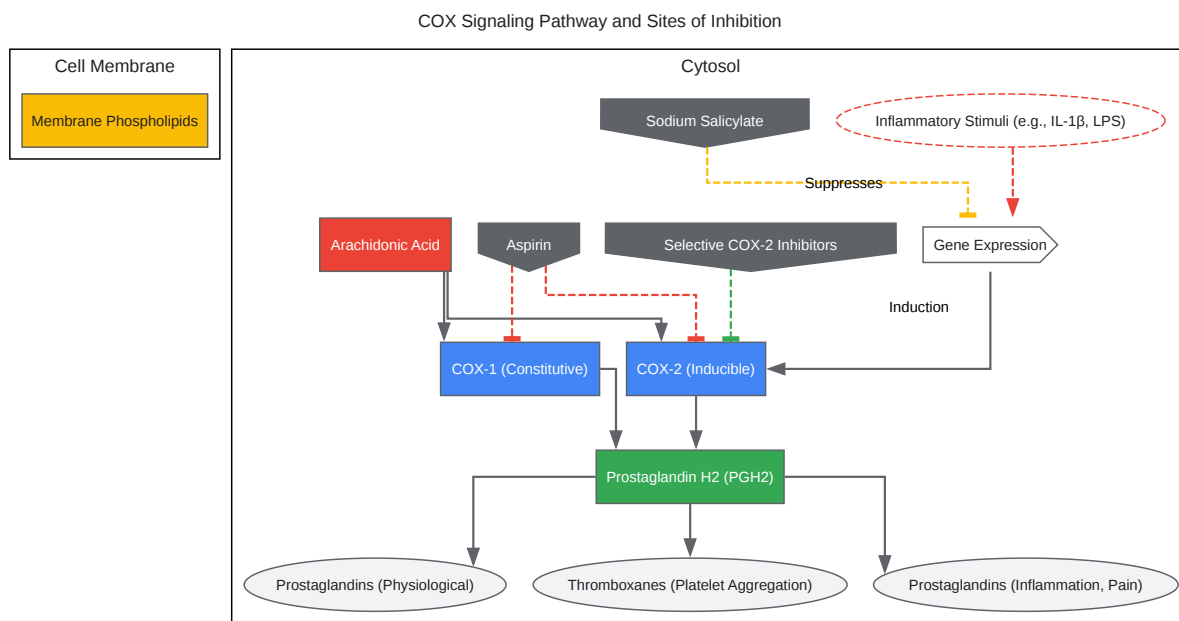 COX Signaling Pathway and Sites of Inhibition
Cell Membrane
Membrane Phospholipids
Cytosol
Sodium Salicylate
Inflammatory Stimuli (e.g., IL-1β, LPS)
Suppresses
Arachidonic Acid
Aspirin
Selective COX-2 Inhibitors
Gene Expression
Induction
COX-1 (Constitutive)
COX-2 (Inducible)
Prostaglandin H2 (PGH2)
Prostaglandins (Physiological)
Thromboxanes (Platelet Aggregation)
Prostaglandins (Inflammation, Pain)